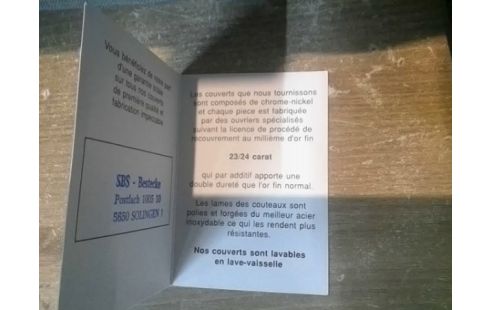 Vous bénéficiez de notre part
d'une garantie totale
sur tous nos couverts
de première qualité et
fabrication impeccable
SBS - Bestecke
Postfach 1005 10
5650 SOLINGEN 1
Les couverts que nous fournissons
sont composés de chrome-nickel
et chaque piece est fabriquée
par des ouvriers spécialisés
suivant la licence de procédé de
recouvrement au millième d'or fin
23/24 carat
qui par additif apporte une
double dureté que l'or fin normal.
Les lames des couteaux sont
polies et forgées du meilleur acier
inoxydable ce qui les rendent plus
résistantes.
Nos couverts sont lavables
en lave-vaisselle